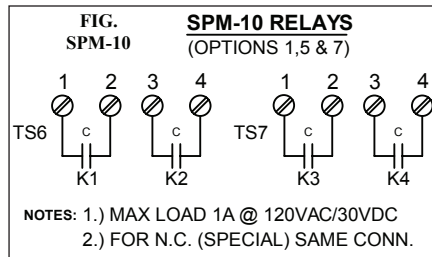 FIG. SPM-10 RELAYS
SPM-10 (OPTIONS 1,5 & 7)
1 2 3 4 1 2 3 4
TS6 C C TS7 C C
K1 K2 K3 K4
NOTES: 1.) MAX LOAD 1A @ 120VAC/30VDC
2.) FOR N.C. (SPECIAL) SAME CONN.